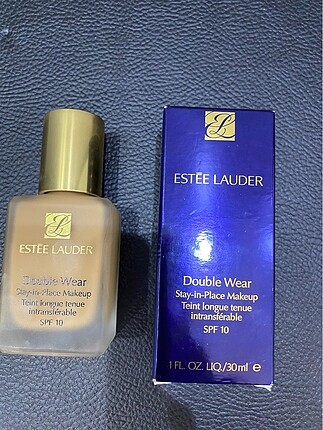 ESTĒE LAUDER
Double Wear
Stay-in-Place Makeup
Teint longue tenue
intransférable
SPF 10
ESTĒE LAUDER
Double Wear
Stay-in-Place Makeup
Teint longue tenue
intransférable
SPF 10
1 FL. OZ. LIQ./30ml ℮